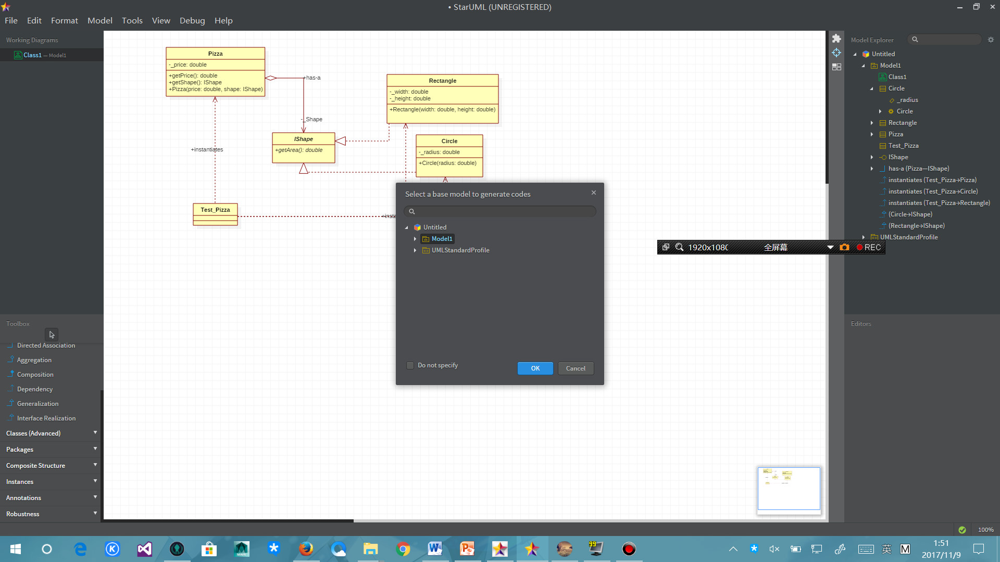 • StarUML (UNREGISTERED)
File Edit Format Model Tools View Debug Help
Working Diagrams
Class1 — Model1
Toolbox
Directed Association
Aggregation
Composition
Dependency
Generalization
Interface Realization
Classes (Advanced)
Packages
Composite Structure
Instances
Annotations
Robustness
Pizza
-_price: double
+getPrice(): double
+getShape(): IShape
+Pizza(price: double, shape: IShape)
+has-a
-_Shape
+instantiates
IShape
+getArea(): double
Rectangle
-_width: double
-_height: double
+Rectangle(width: double, height: double)
Circle
-_radius: double
+Circle(radius: double)
Test_Pizza
+insta
Select a base model to generate codes
×
Untitled
Model1
UMLStandardProfile
Do not specify
OK
Cancel
1920x1080
全屏幕
REC
Model Explorer
Untitled
Model1
Class1
Circle
_radius
Circle
Rectangle
Pizza
Test_Pizza
IShape
has-a (Pizza—IShape)
instantiates (Test_Pizza→Pizza)
instantiates (Test_Pizza→Circle)
instantiates (Test_Pizza→Rectangle)
(Circle→IShape)
(Rectangle→IShape)
UMLStandardProfile
Editors
100%
MAYA
99
英
M
1:51
2017/11/9